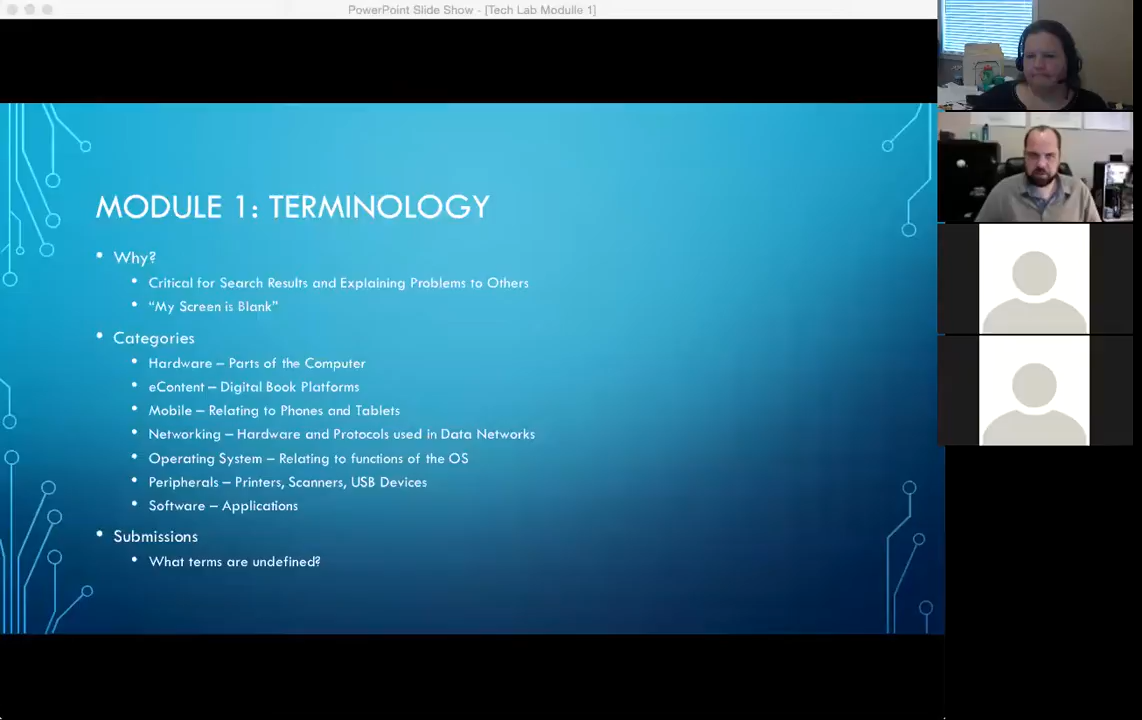 PowerPoint Slide Show - [Tech Lab Module 1]
MODULE 1: TERMINOLOGY
• Why?
• Critical for Search Results and Explaining Problems to Others
• “My Screen is Blank”
• Categories
• Hardware – Parts of the Computer
• eContent – Digital Book Platforms
• Mobile – Relating to Phones and Tablets
• Networking – Hardware and Protocols used in Data Networks
• Operating System – Relating to functions of the OS
• Peripherals – Printers, Scanners, USB Devices
• Software – Applications
• Submissions
• What terms are undefined?